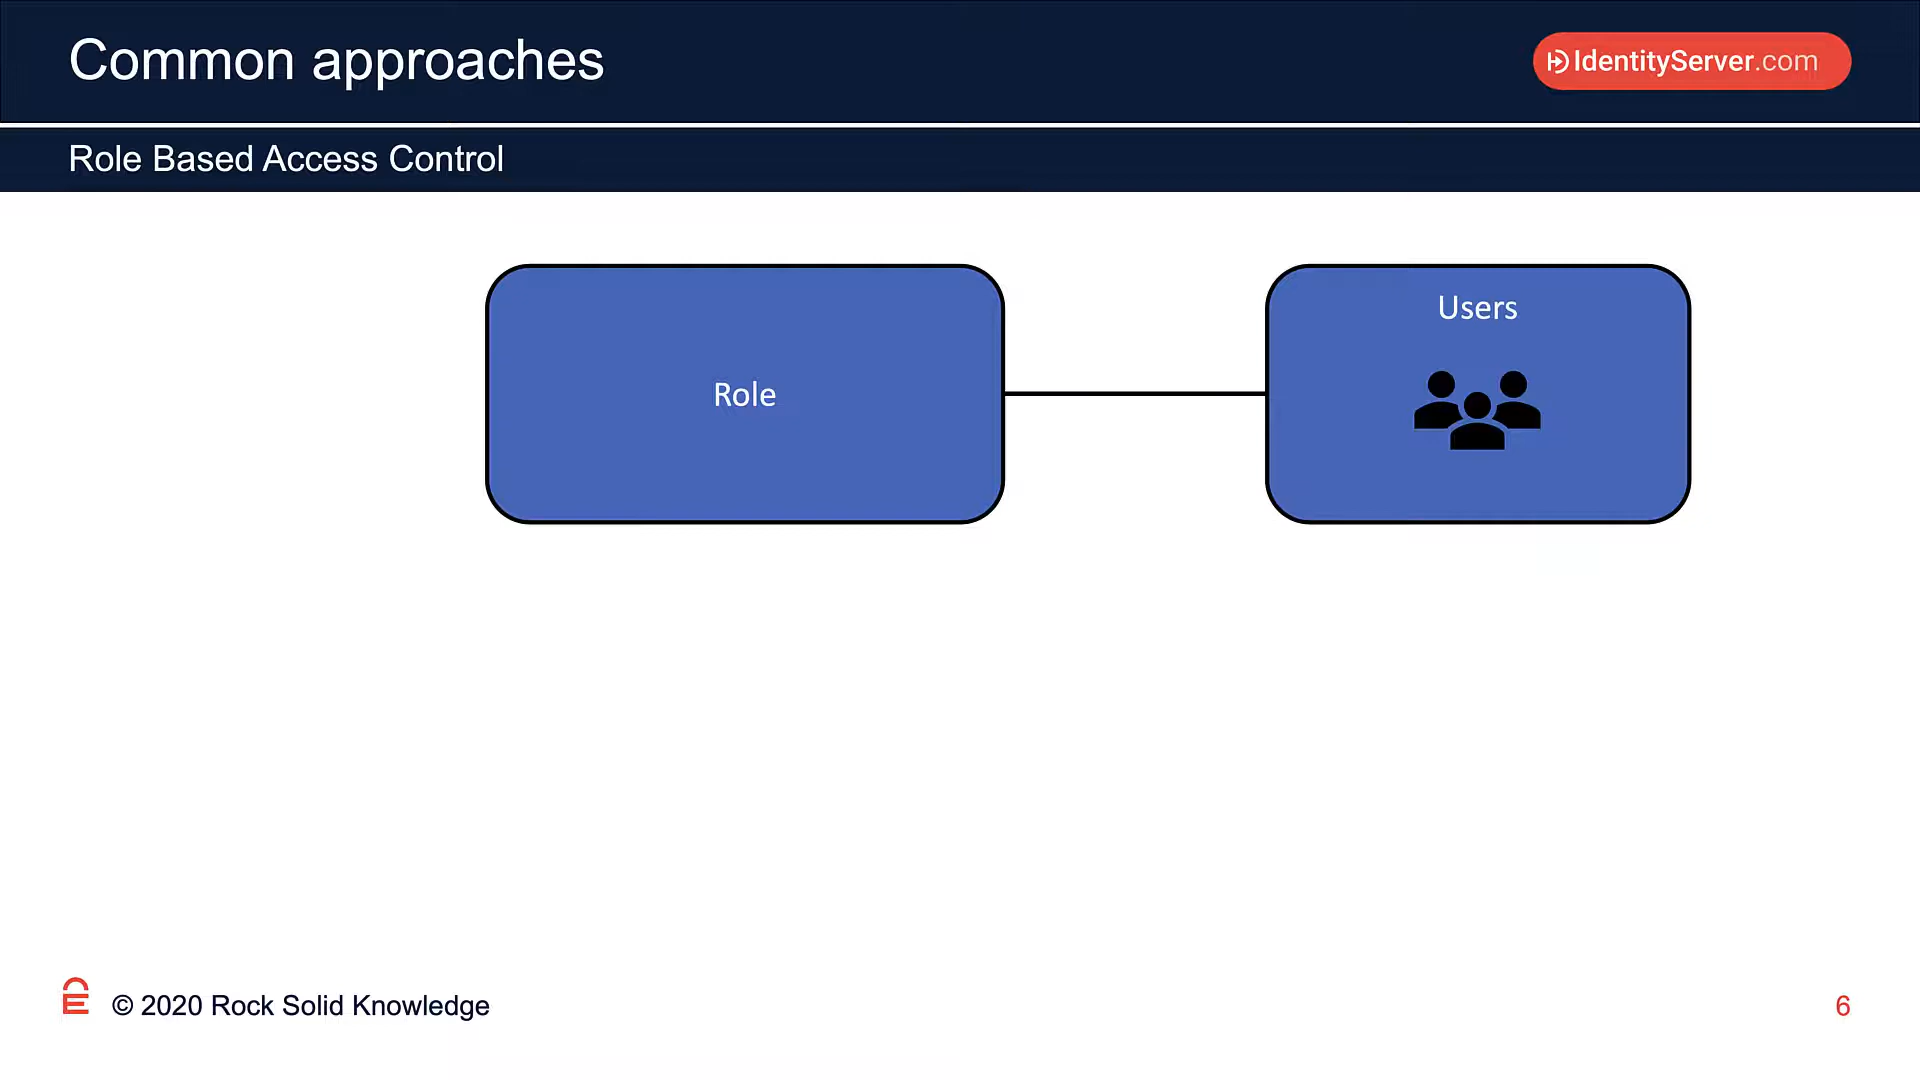 Common approaches
IdentityServer.com
Role Based Access Control
Role
Users
© 2020 Rock Solid Knowledge
6